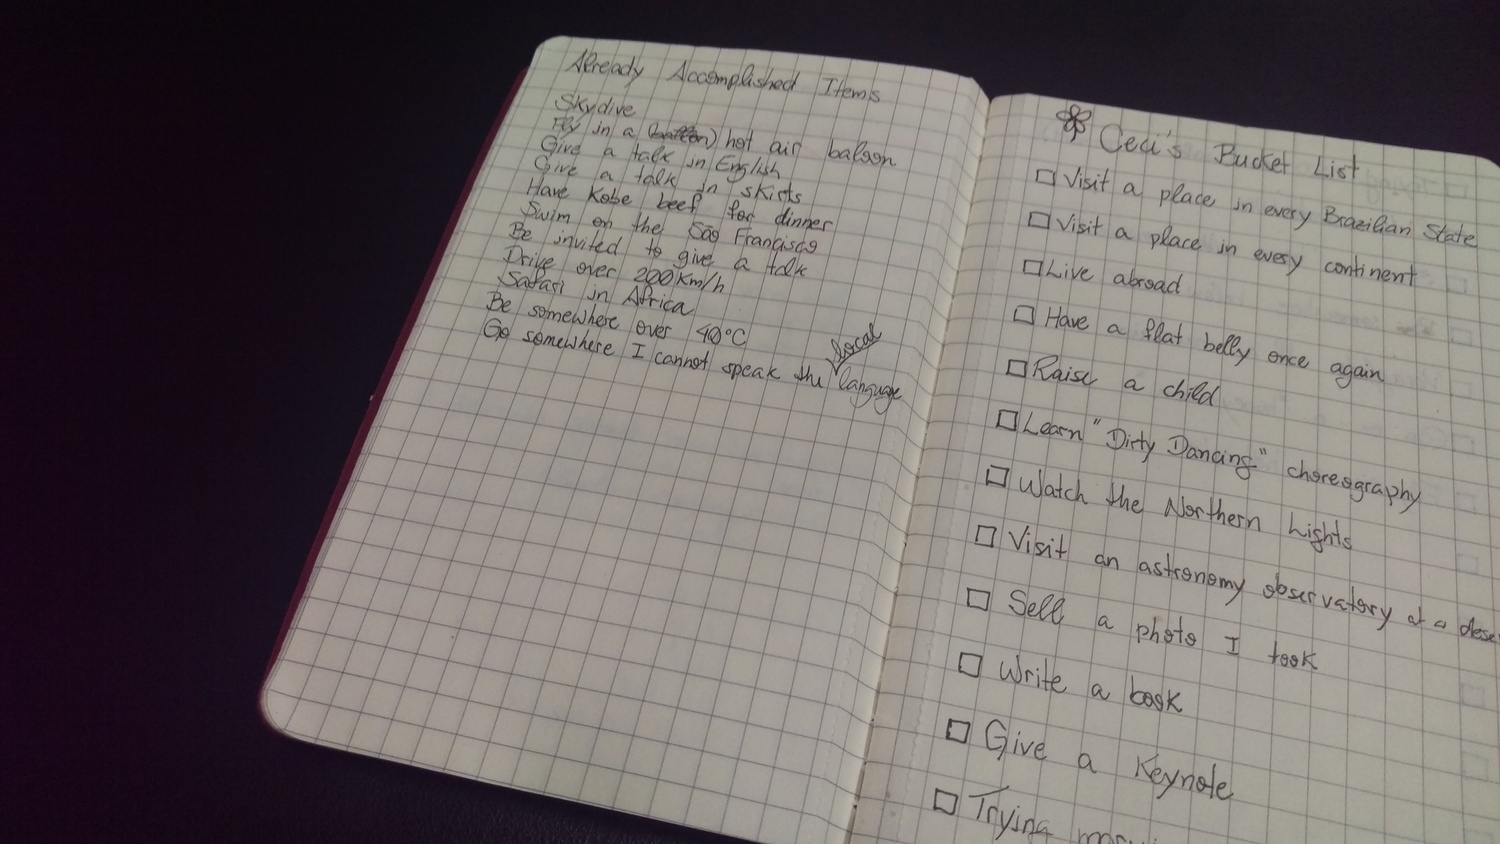 Already Accomplished Items
Skydive
Fly in a (ballon) hot air baloon
Give a talk in English
Give a talk in skirts
Have Kobe beef for dinner
Swim on the São Francisco
Be invited to give a talk
Drive over 200Km/h
Safari in Africa
Be somewhere over 40°C
Go somewhere I cannot speak the local language
Ceci's Bucket List
Visit a place in every Brazilian State
Visit a place in every continent
Live abroad
Have a flat belly once again
Raise a child
Learn "Dirty Dancing" choreography
Watch the Northern Lights
Visit an astronomy observatory at a
Sell a photo I took
Write a book
Give a Keynote
Trying